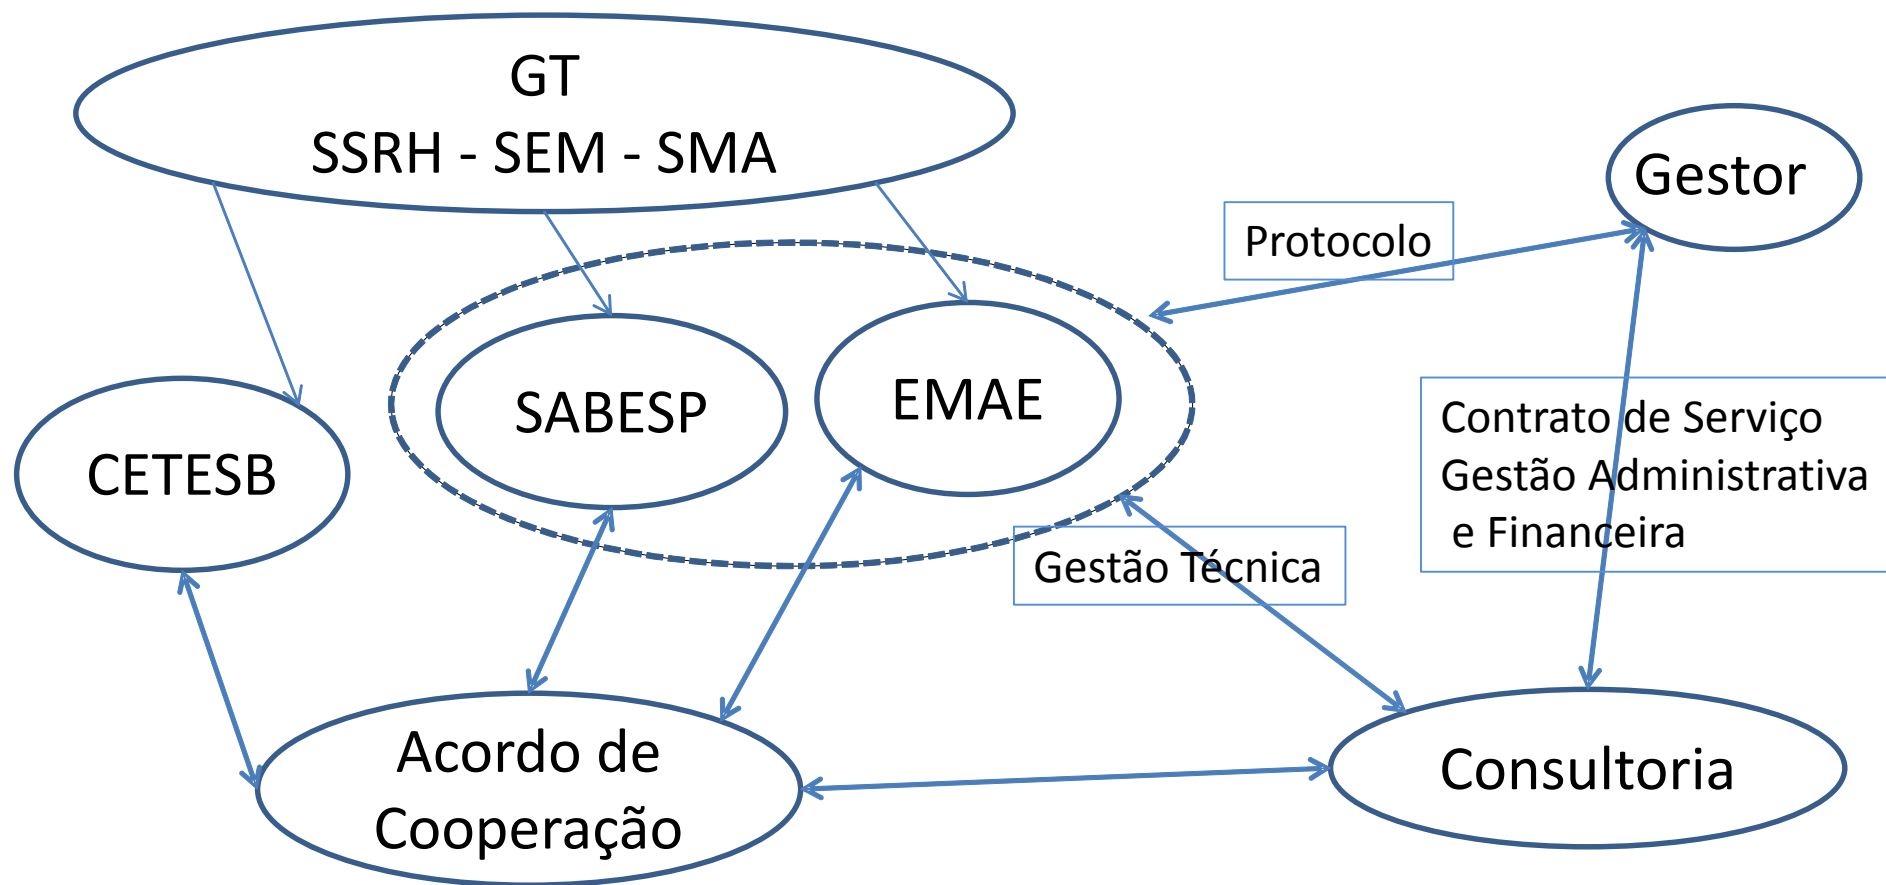 GT
SSRH - SEM - SMA
Gestor
Protocolo
SABESP
EMAE
CETESB
Contrato de Serviço
Gestão Administrativa
e Financeira
Gestão Técnica
Acordo de
Cooperação
Consultoria